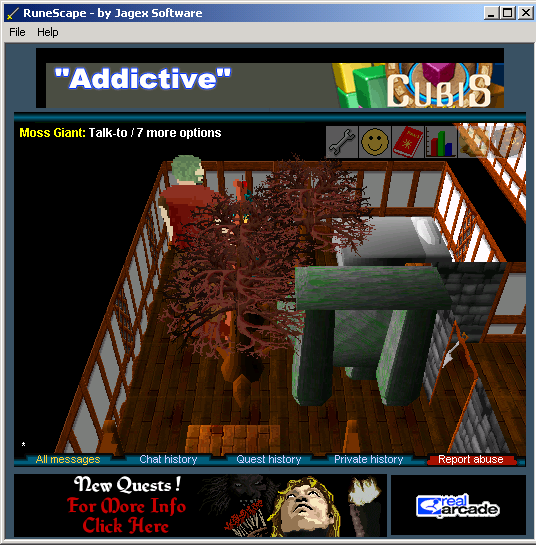 RuneScape - by Jagex Software
File Help
"Addictive"
CUBIS
Moss Giant: Talk-to / 7 more options
*
All messages Chat history Quest history Private history Report abuse
New Quests !
For More Info
Click Here
real
arcade